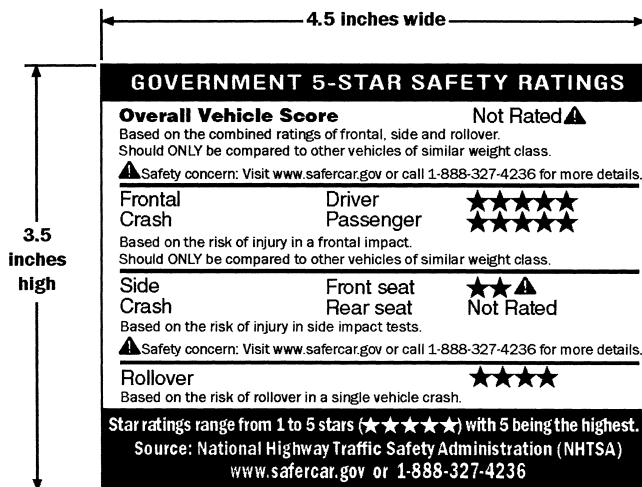 4.5 inches wide
3.5
inches
high
GOVERNMENT 5-STAR SAFETY RATINGS
Overall Vehicle Score Not Rated
Based on the combined ratings of frontal, side and rollover.
Should ONLY be compared to other vehicles of similar weight class.
Safety concern: Visit www.safercar.gov or call 1-888-327-4236 for more details.
Frontal Driver ★★★★★
Crash Passenger ★★★★★
Based on the risk of injury in a frontal impact.
Should ONLY be compared to other vehicles of similar weight class.
Side Front seat ★★
Crash Rear seat Not Rated
Based on the risk of injury in side impact tests.
Safety concern: Visit www.safercar.gov or call 1-888-327-4236 for more details.
Rollover ★★★★
Based on the risk of rollover in a single vehicle crash.
Star ratings range from 1 to 5 stars (★★★★★) with 5 being the highest.
Source: National Highway Traffic Safety Administration (NHTSA)
www.safercar.gov or 1-888-327-4236